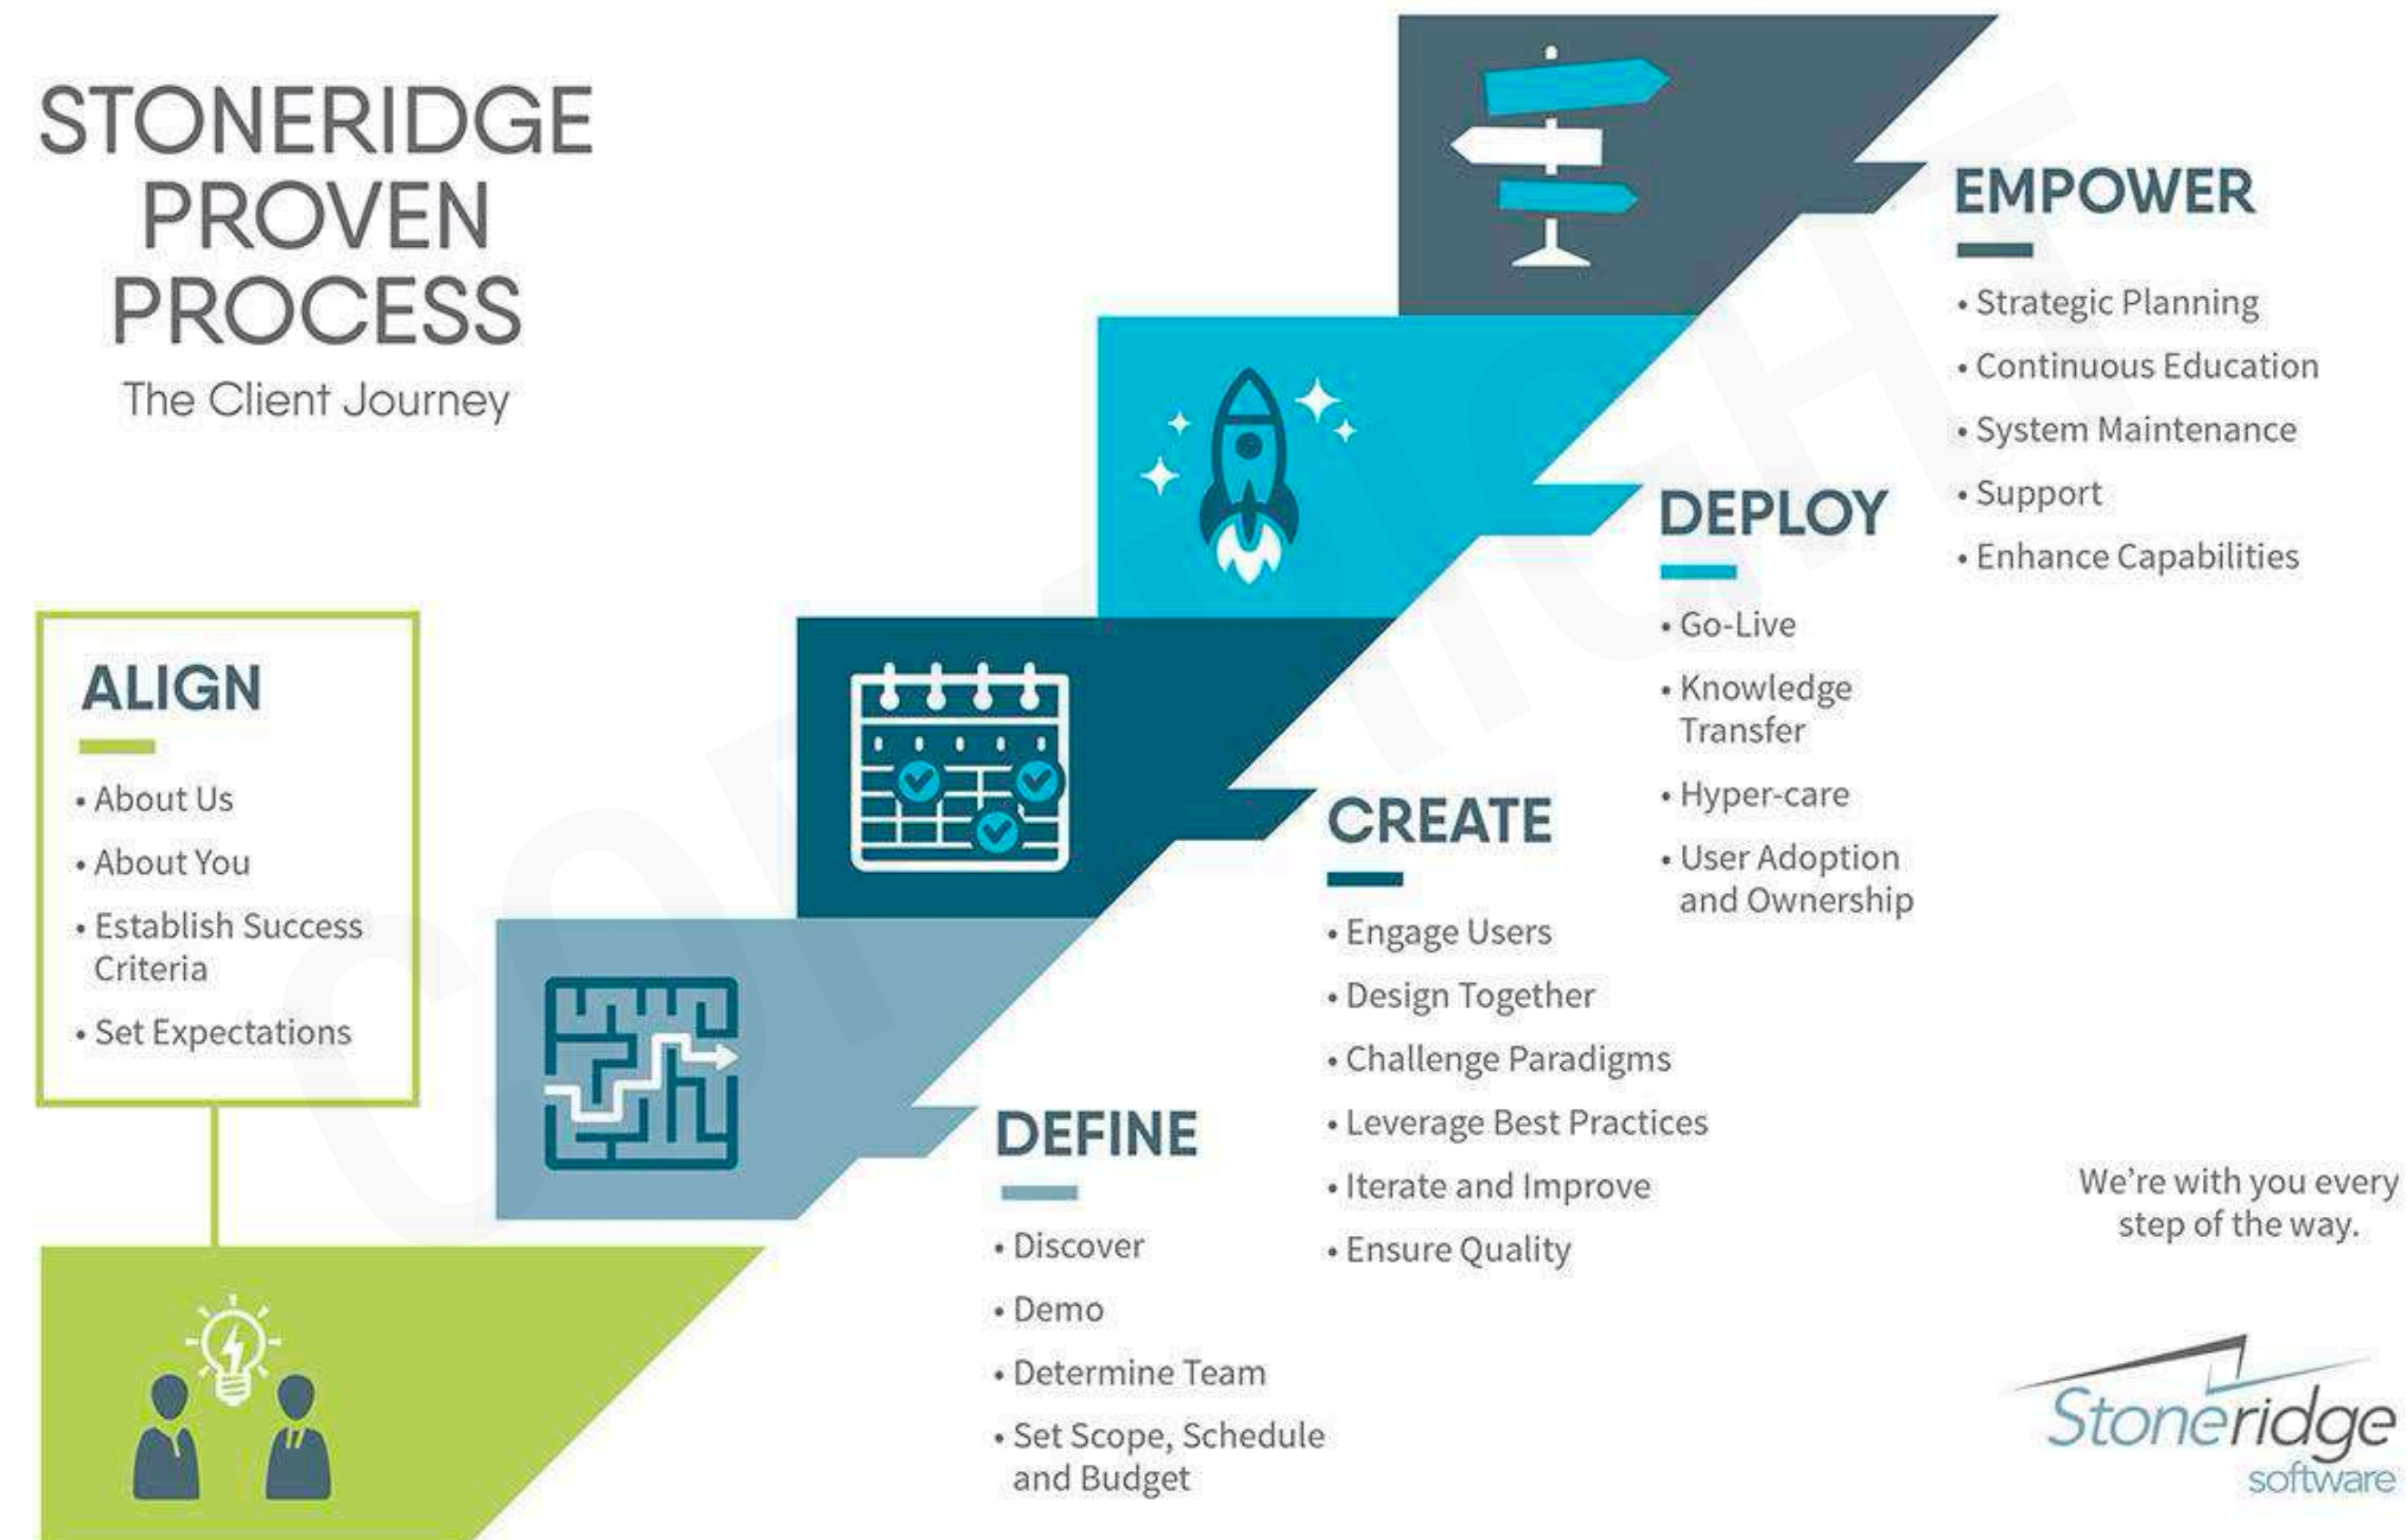 STONERIDGE
PROVEN
PROCESS
The Client Journey
ALIGN
• About Us
• About You
• Establish Success
Criteria
• Set Expectations
DEFINE
• Discover
• Demo
• Determine Team
• Set Scope, Schedule
and Budget
CREATE
• Engage Users
• Design Together
• Challenge Paradigms
• Leverage Best Practices
• Iterate and Improve
• Ensure Quality
DEPLOY
• Go-Live
• Knowledge
Transfer
• Hyper-care
• User Adoption
and Ownership
EMPOWER
• Strategic Planning
• Continuous Education
• System Maintenance
• Support
• Enhance Capabilities
We're with you every
step of the way.
Stoneridge
software
COPYRIGHT